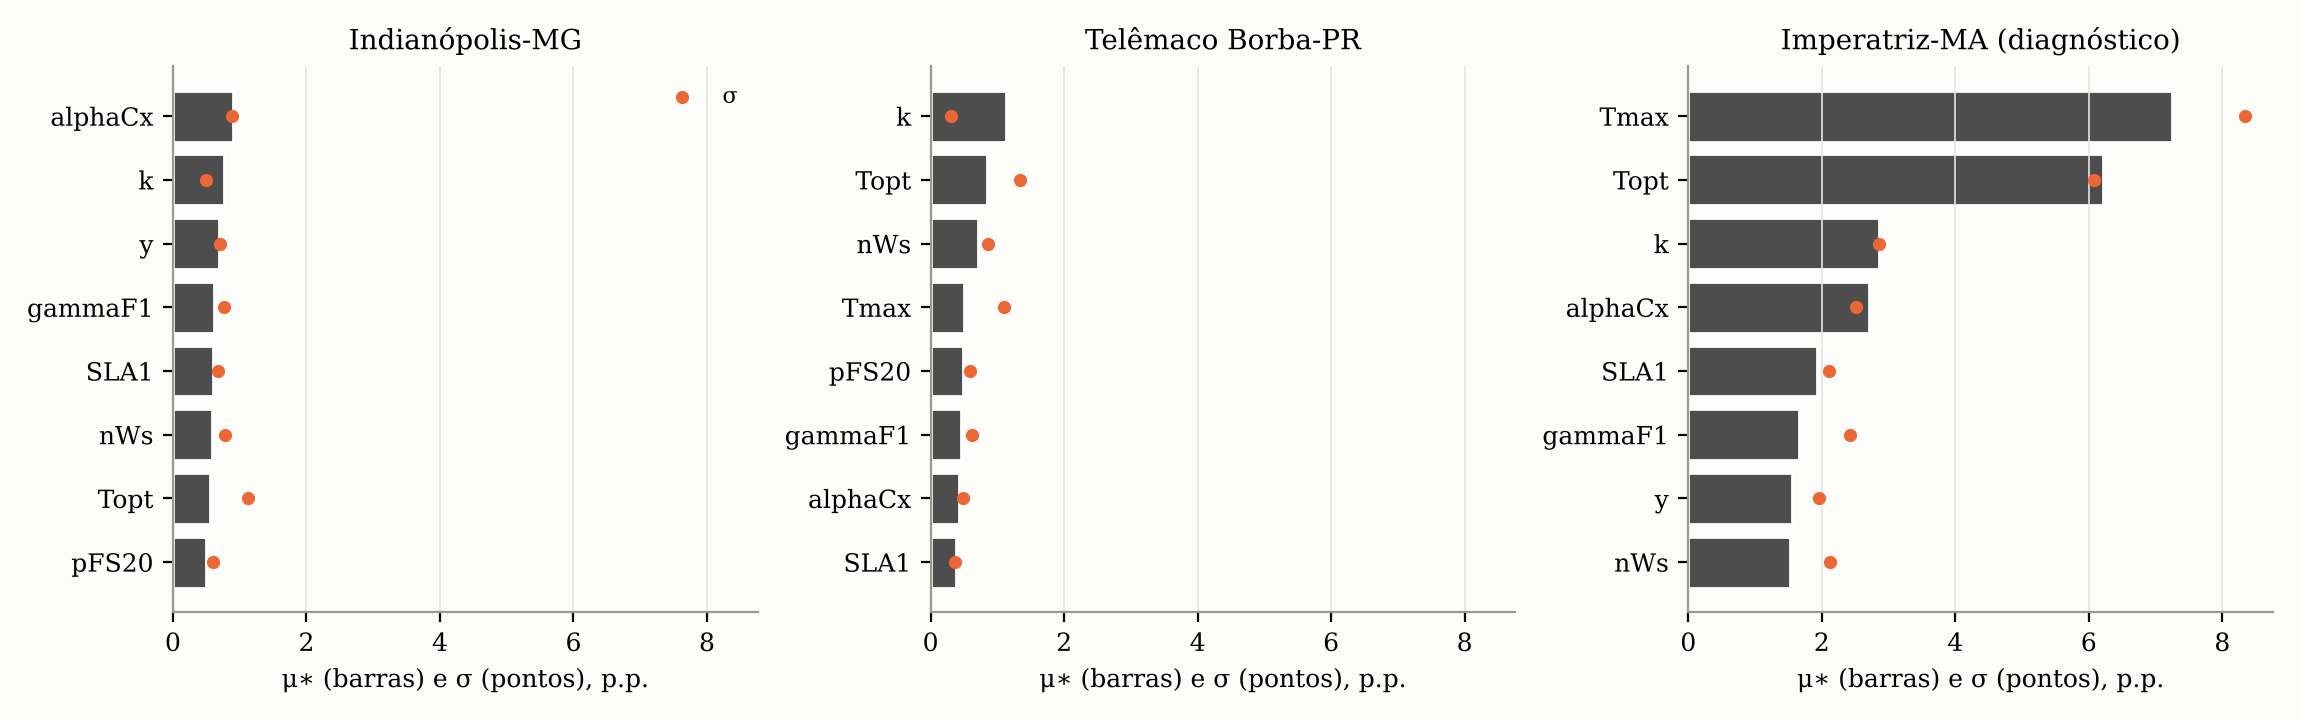 Indianópolis-MG
σ
alphaCx
k
y
gammaF1
SLA1
nWs
Topt
pFS20
0 2 4 6 8
μ∗ (barras) e σ (pontos), p.p.
Telêmaco Borba-PR
k
Topt
nWs
Tmax
pFS20
gammaF1
alphaCx
SLA1
0 2 4 6 8
μ∗ (barras) e σ (pontos), p.p.
Imperatriz-MA (diagnóstico)
Tmax
Topt
k
alphaCx
SLA1
gammaF1
y
nWs
0 2 4 6 8
μ∗ (barras) e σ (pontos), p.p.